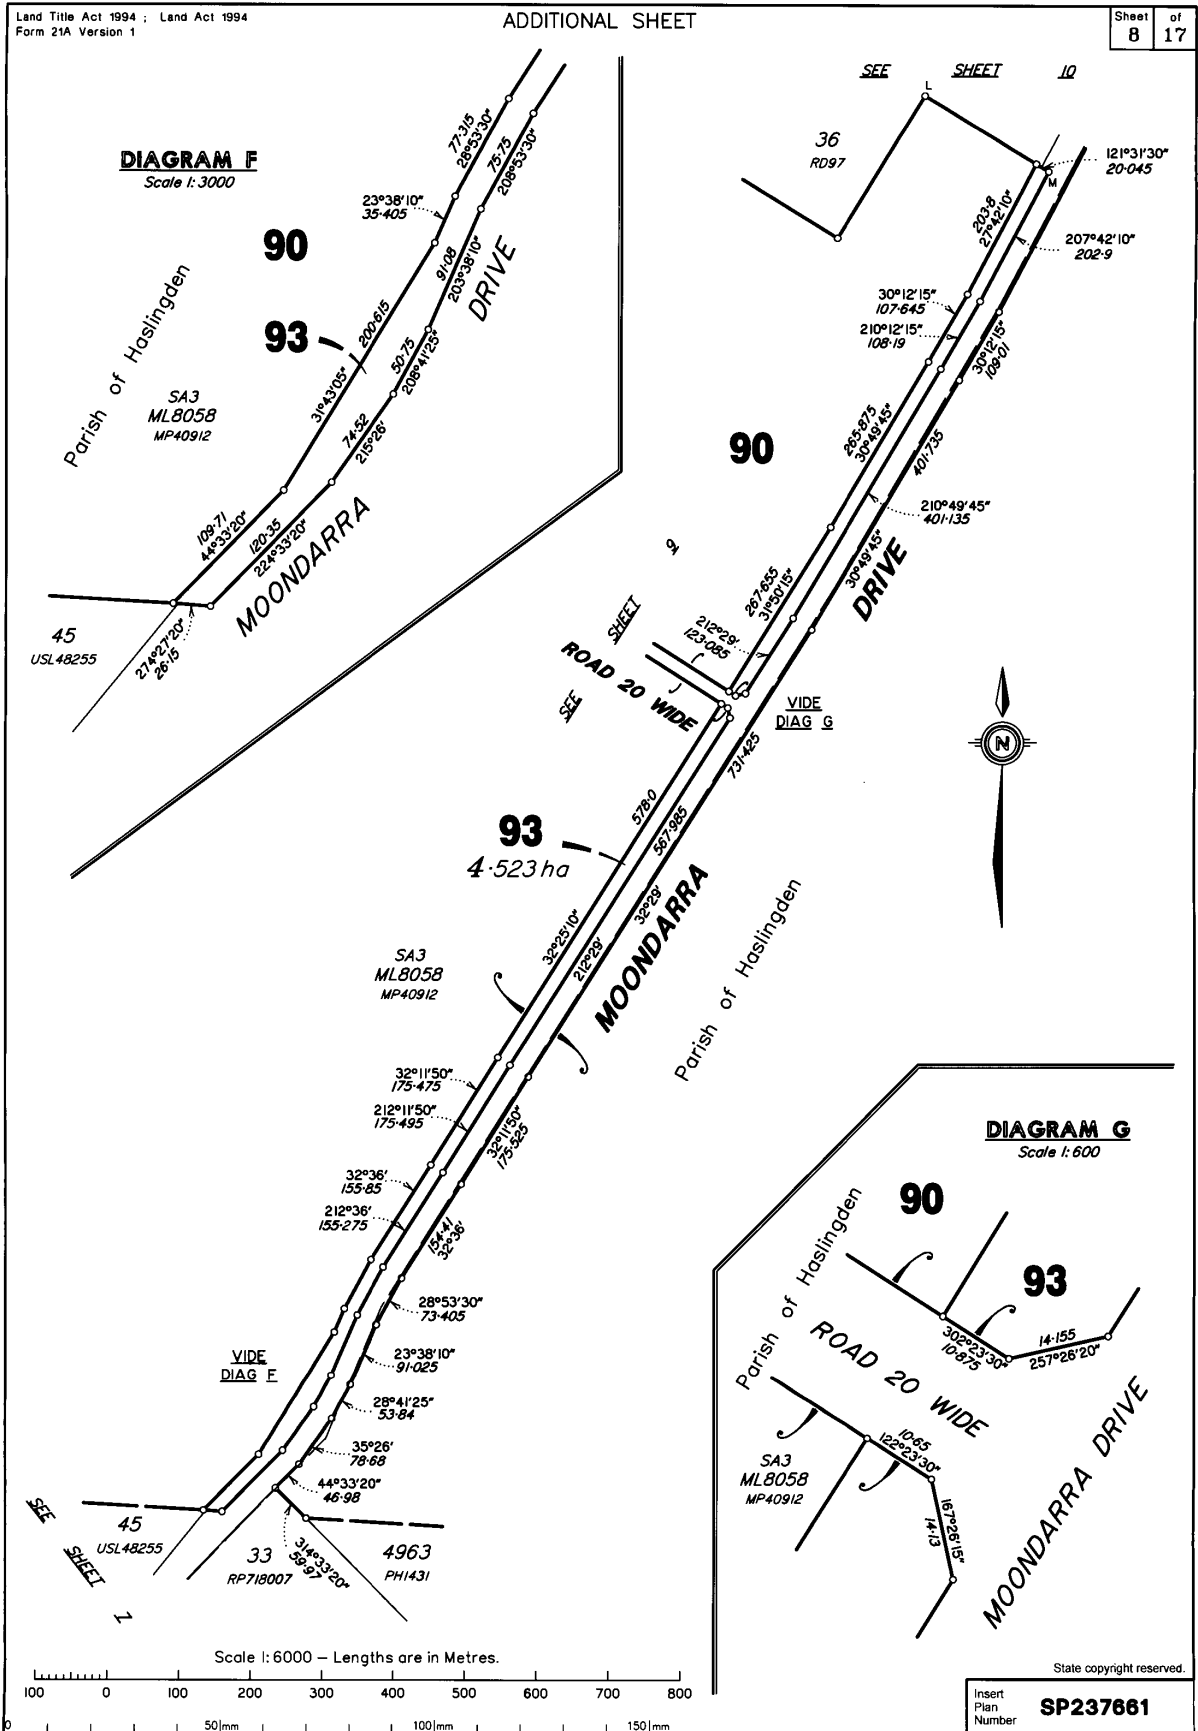 Land Title Act 1994 ; Land Act 1994
Form 21A Version 1
ADDITIONAL SHEET
Sheet of
8 17
DIAGRAM F
Scale 1:3000
90
93
Parish of Haslingden
SA3
ML8058
MP40912
77·315
28°53'30"
75·75
208°53'30"
23°38'10"
35·405
91·08
203°38'10"
DRIVE
200·615
31°43'05"
50·75
208°41'25"
74·52
215°26'
109·71
44°33'20"
120·35
224°33'20"
MOONDARRA
45
USL48255
274°27'20"
26·15
SEE SHEET 10
L
36
RD97
121°31'30"
20·045
M
203·8
27°42'10"
207°42'10"
202·9
30°12'15"
107·645
210°12'15"
108·19
30°12'15"
109·01
90
265·875
30°49'45"
401·735
210°49'45"
401·135
30°49'45"
DRIVE
267·655
31°50'15"
212°29'
123·085
SEE SHEET 9
ROAD 20 WIDE
VIDE
DIAG G
731·425
N
578·0
567·985
93
4·523 ha
32°29'
32°25'10"
212°29'
MOONDARRA
Parish of Haslingden
SA3
ML8058
MP40912
32°11'50"
175·475
212°11'50"
175·495
32°11'50"
175·525
32°36'
155·85
212°36'
155·275
154·41
32°36'
28°53'30"
73·405
23°38'10"
91·025
VIDE
DIAG F
28°41'25"
53·84
35°26'
78·68
44°33'20"
46·98
SEE SHEET 7
45
USL48255
33
RP718007
314°33'20"
59·97
4963
PH1431
DIAGRAM G
Scale 1:600
90
93
Parish of Haslingden
302°23'30"
10·875
14·155
257°26'20"
ROAD 20 WIDE
10·65
122°23'30"
SA3
ML8058
MP40912
167°26'15"
14·13
MOONDARRA DRIVE
Scale 1:6000 – Lengths are in Metres.
100 0 100 200 300 400 500 600 700 800
0 50|mm 100|mm 150|mm
State copyright reserved.
Insert
Plan
Number
SP237661